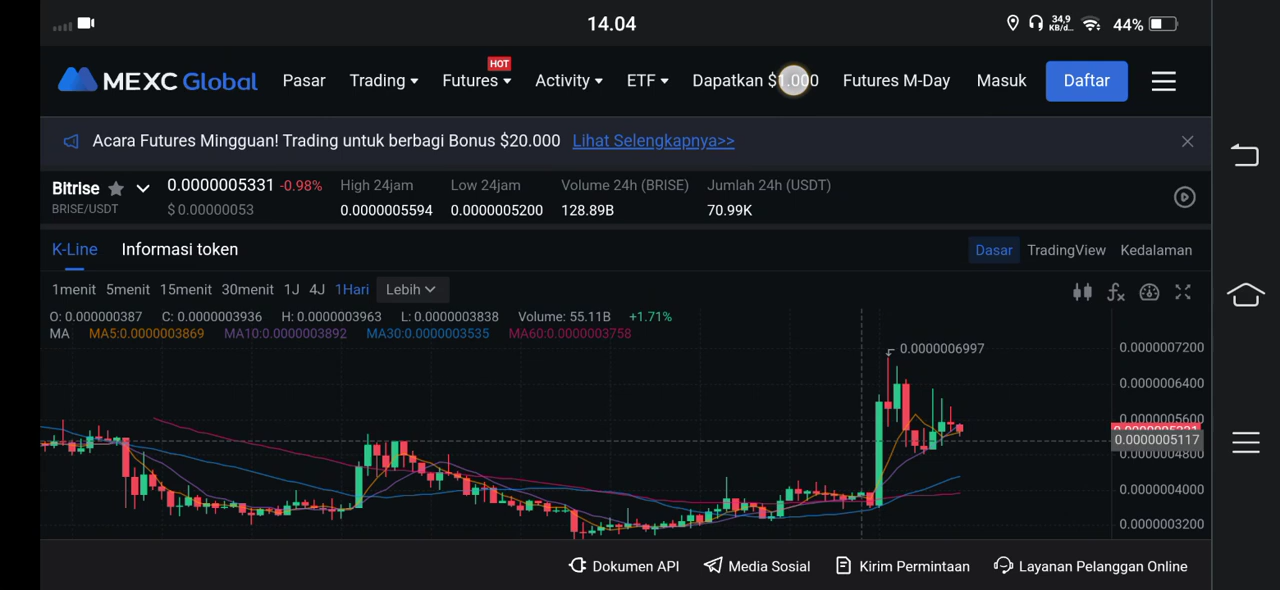 14.04
34,9
KB/d...
44%
MEXC Global
Pasar
Trading
HOT
Futures
Activity
ETF
Dapatkan $1.000
Futures M-Day
Masuk
Daftar
Acara Futures Mingguan! Trading untuk berbagi Bonus $20.000 Lihat Selengkapnya>>
Bitrise
BRISE/USDT
0.0000005331 -0.98%
$ 0.00000053
High 24jam
0.0000005594
Low 24jam
0.0000005200
Volume 24h (BRISE)
128.89B
Jumlah 24h (USDT)
70.99K
K-Line
Informasi token
Dasar
TradingView
Kedalaman
1menit 5menit 15menit 30menit 1J 4J 1Hari Lebih
O: 0.000000387 C: 0.0000003936 H: 0.0000003963 L: 0.0000003838 Volume: 55.11B +1.71%
MA MA5:0.0000003869 MA10:0.0000003892 MA30:0.0000003535 MA60:0.0000003758
0.0000006997
0.0000007200
0.0000006400
0.0000005600
0.0000005331
0.0000005117
0.0000004800
0.0000004000
0.0000003200
Dokumen API
Media Sosial
Kirim Permintaan
Layanan Pelanggan Online